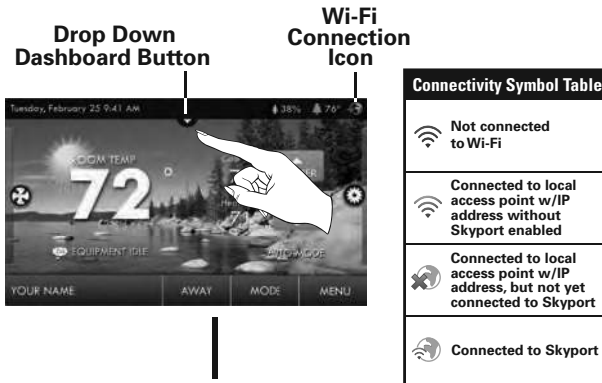 Drop Down
Dashboard Button
Wi-Fi
Connection
Icon
Tuesday, February 25 9:41 AM
38%
76°
ROOM TEMP
72°
EQUIPMENT IDLE
AUTO MODE
YOUR NAME
AWAY
MODE
MENU
Connectivity Symbol Table
Not connected
to Wi-Fi
Connected to local
access point w/IP
address without
Skyport enabled
Connected to local
access point w/IP
address, but not yet
connected to Skyport
Connected to Skyport